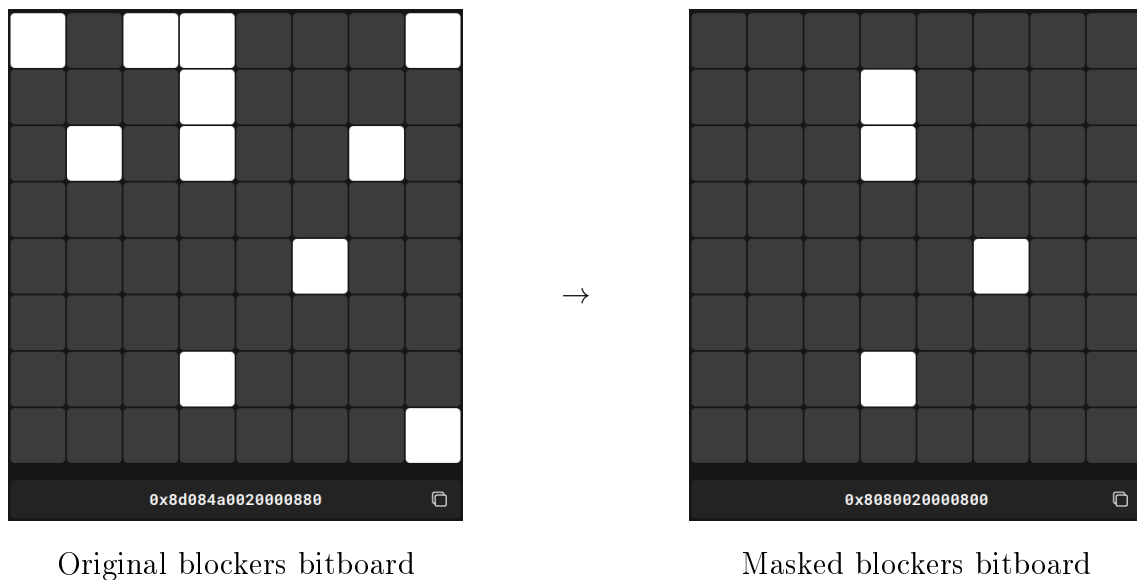 0x8d084a0020000880
0x8080020000800
→
Original blockers bitboard
Masked blockers bitboard